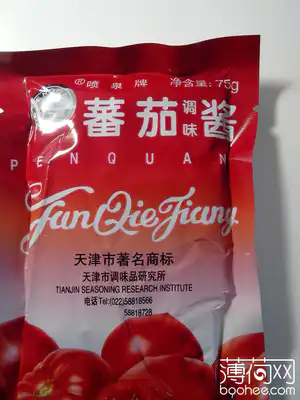 ®喷泉牌 净含量:75g
蕃茄调味酱
PENQUAN
FanQieJiang
天津市著名商标
天津市调味品研究所
TIANJIN SEASONING RESEARCH INSTITUTE
电话Tel:(022)58818566
58818728
薄荷网
boohee.com